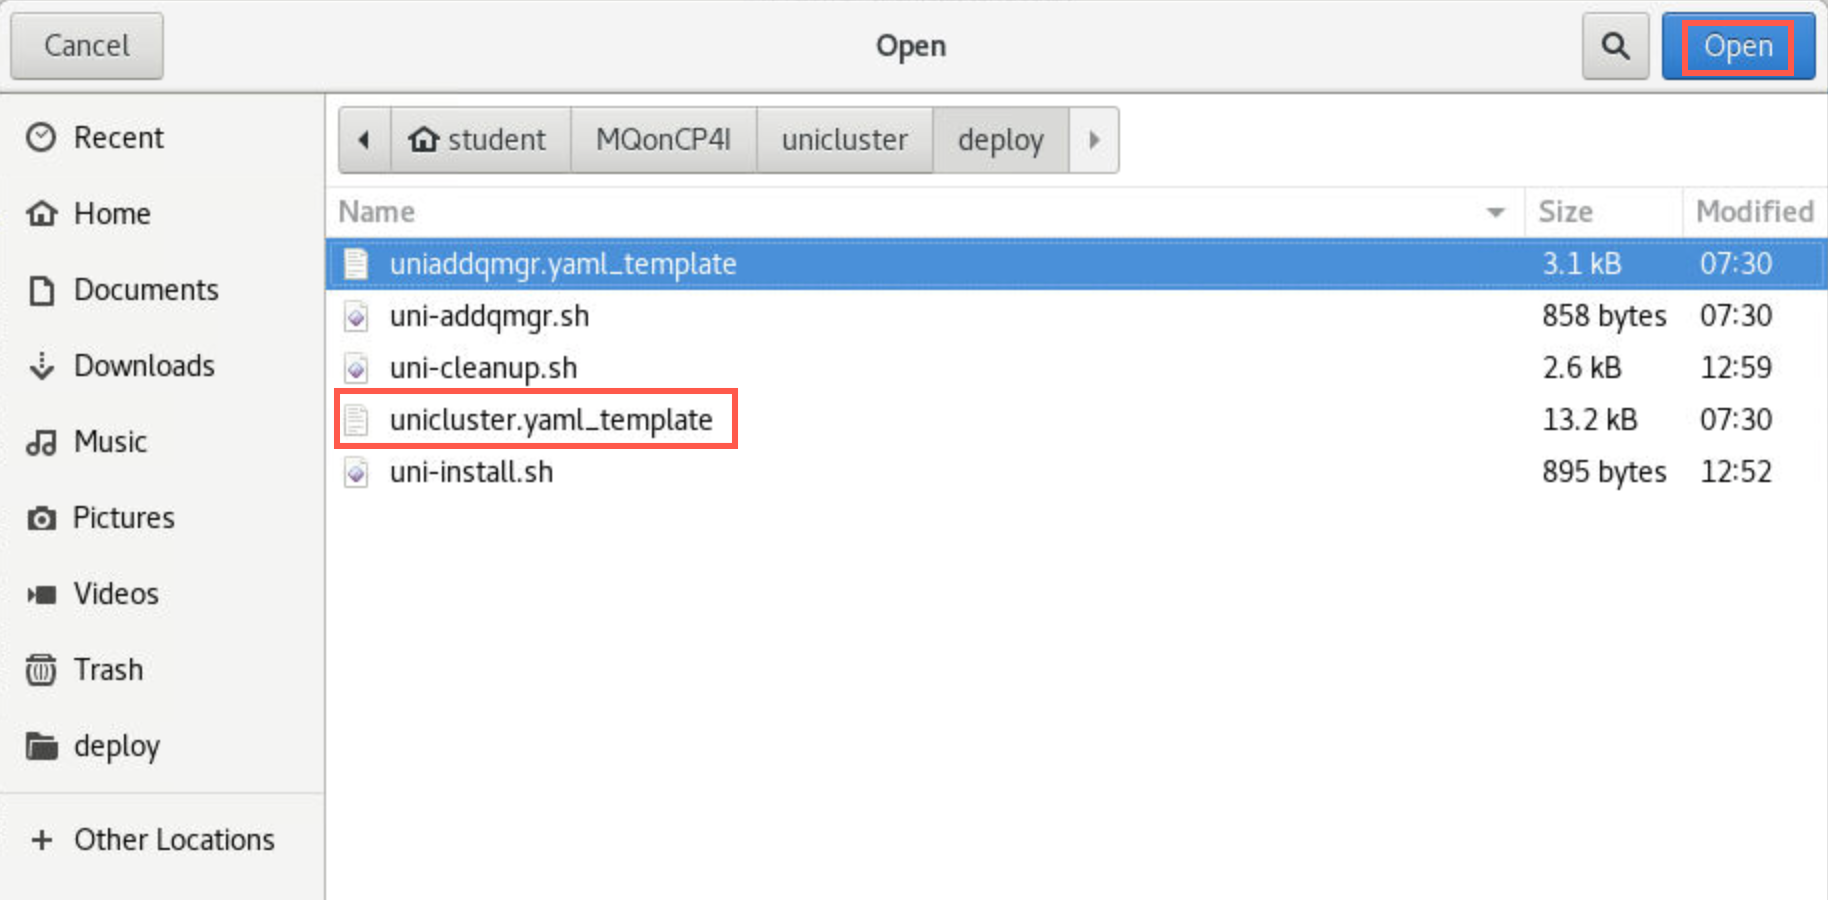 Cancel Open Open
Recent
Home
Documents
Downloads
Music
Pictures
Videos
Trash
deploy
Other Locations
student MQonCP4I unicluster deploy
Name Size Modified
uniaddqmgr.yaml_template 3.1 kB 07:30
uni-addqmgr.sh 858 bytes 07:30
uni-cleanup.sh 2.6 kB 12:59
unicluster.yaml_template 13.2 kB 07:30
uni-install.sh 895 bytes 12:52